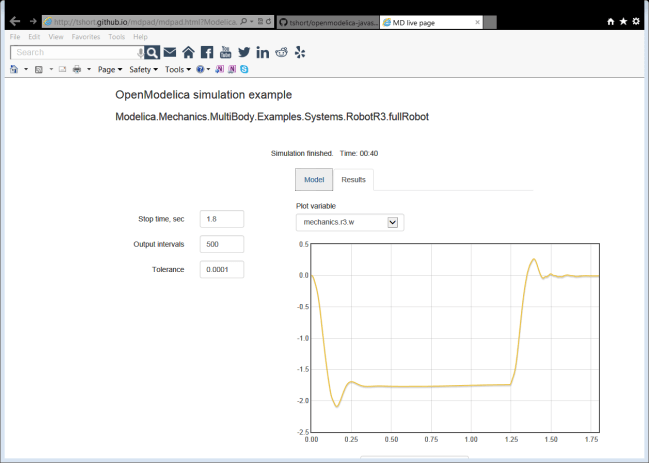 http://tshort.github.io/mdpad/mdpad.html?Modelica.
tshort/openmodelica-javas...
MD live page
File Edit View Favorites Tools Help
Search
Page Safety Tools
OpenModelica simulation example
Modelica.Mechanics.MultiBody.Examples.Systems.RobotR3.fullRobot
Simulation finished. Time: 00:40
Model Results
Plot variable
mechanics.r3.w
Stop time, sec 1.8
Output intervals 500
Tolerance 0.0001
0.5
0.0
-0.5
-1.0
-1.5
-2.0
-2.5
0.00 0.25 0.50 0.75 1.00 1.25 1.50 1.75